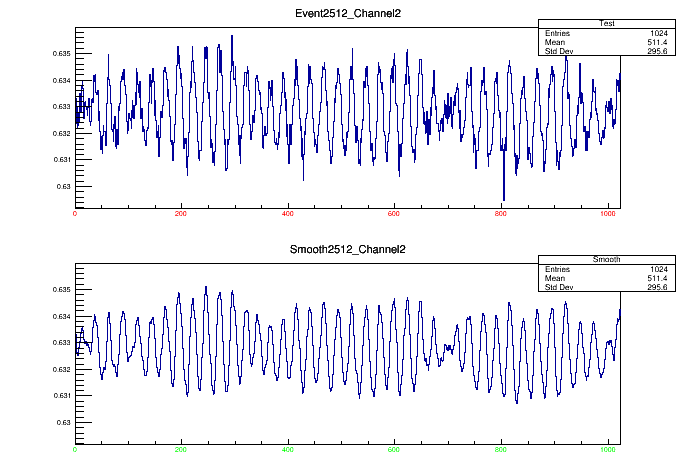 Event2512_Channel2
Test
Entries 1024
Mean 511.4
Std Dev 295.6
0.635
0.634
0.633
0.632
0.631
0.63
0 200 400 600 800 1000
Smooth2512_Channel2
Smooth
Entries 1024
Mean 511.4
Std Dev 295.6
0.635
0.634
0.633
0.632
0.631
0.63
0 200 400 600 800 1000